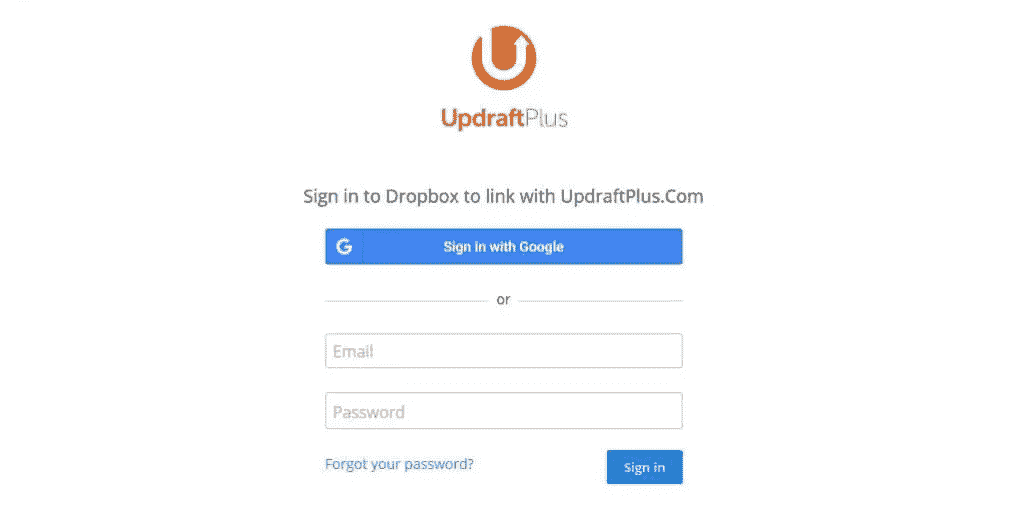 UpdraftPlus
Sign in to Dropbox to link with UpdraftPlus.Com
G
Sign in with Google
or
Email
Password
Forgot your password?
Sign in